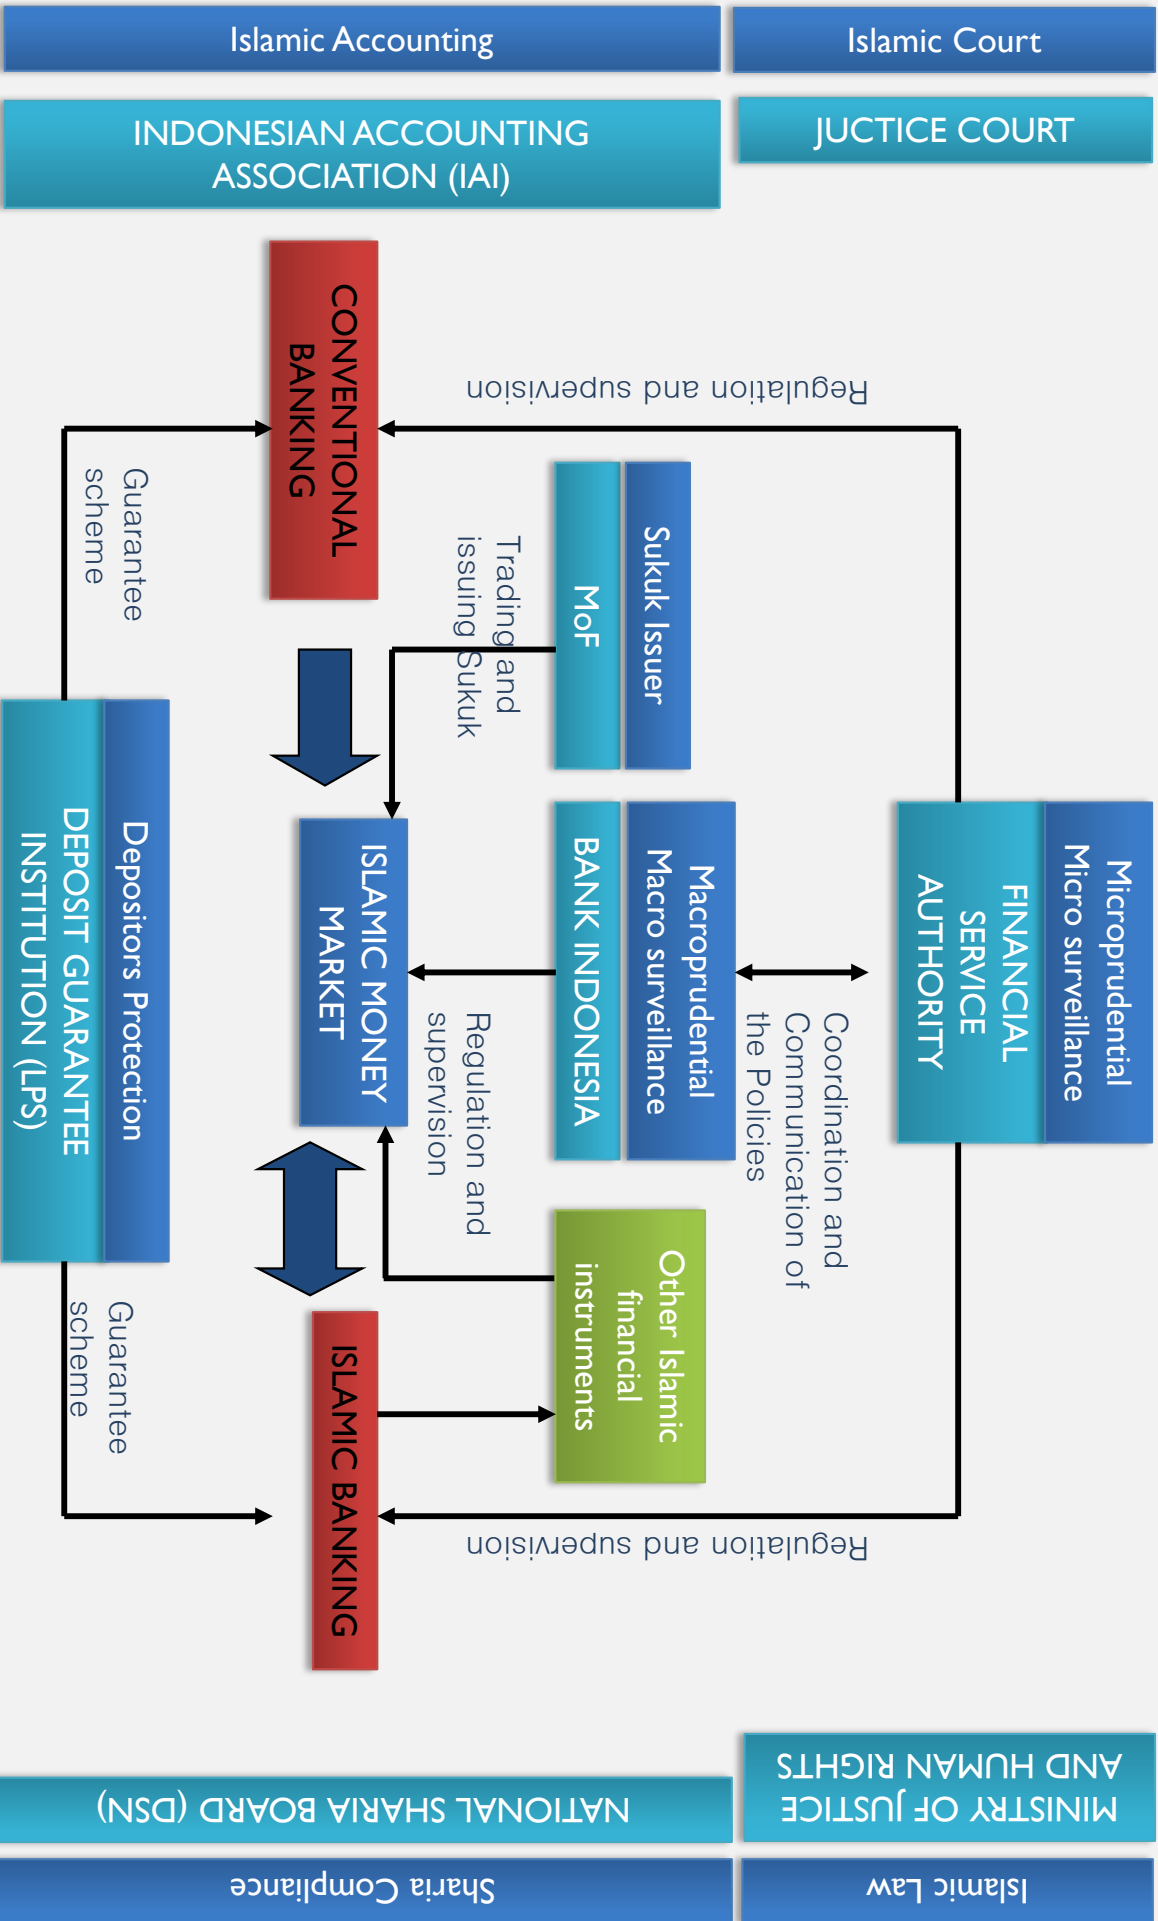 Islamic Accounting
INDONESIAN ACCOUNTING
ASSOCIATION (IAI)
Islamic Court
JUCTICE COURT
Microprudential
Micro surveillance
FINANCIAL
SERVICE
AUTHORITY
Regulation and supervision
Coordination and
Communication of
the Policies
Regulation and supervision
Sukuk Issuer
MoF
Macroprudential
Macro surveillance
BANK INDONESIA
Other Islamic
financial
instruments
Trading and
issuing Sukuk
Regulation and
supervision
CONVENTIONAL
BANKING
ISLAMIC MONEY
MARKET
ISLAMIC BANKING
Guarantee
scheme
Depositors Protection
DEPOSIT GUARANTEE
INSTITUTION (LPS)
Guarantee
scheme
MINISTRY OF JUSTICE
AND HUMAN RIGHTS
Islamic Law
NATIONAL SHARIA BOARD (DSN)
Sharia Compliance